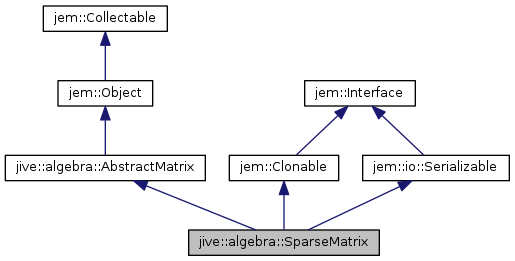 jem::Collectable
jem::Object
jem::Interface
jive::algebra::AbstractMatrix
jem::Clonable
jem::io::Serializable
jive::algebra::SparseMatrix